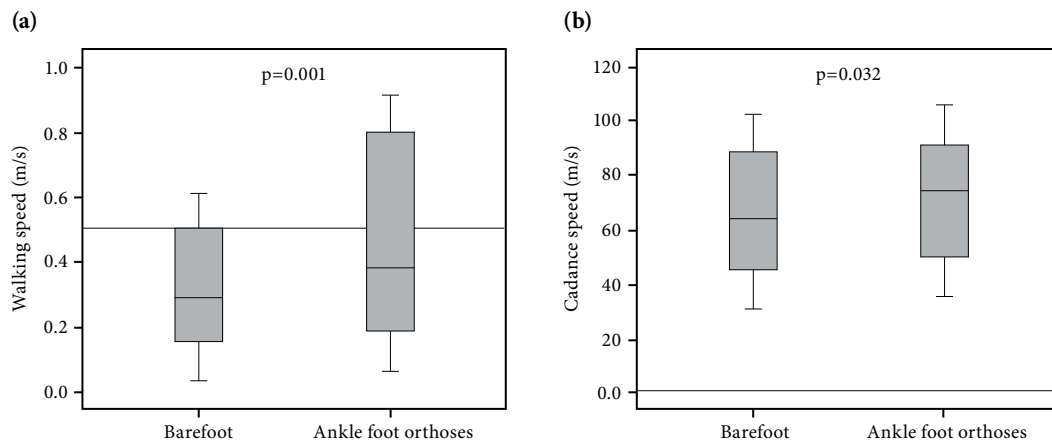 (a)
p=0.001
Walking speed (m/s)
1.0
0.8
0.6
0.4
0.2
0.0
Barefoot
Ankle foot orthoses
(b)
p=0.032
Cadance speed (m/s)
120
100
80
60
40
20
0.0
Barefoot
Ankle foot orthoses